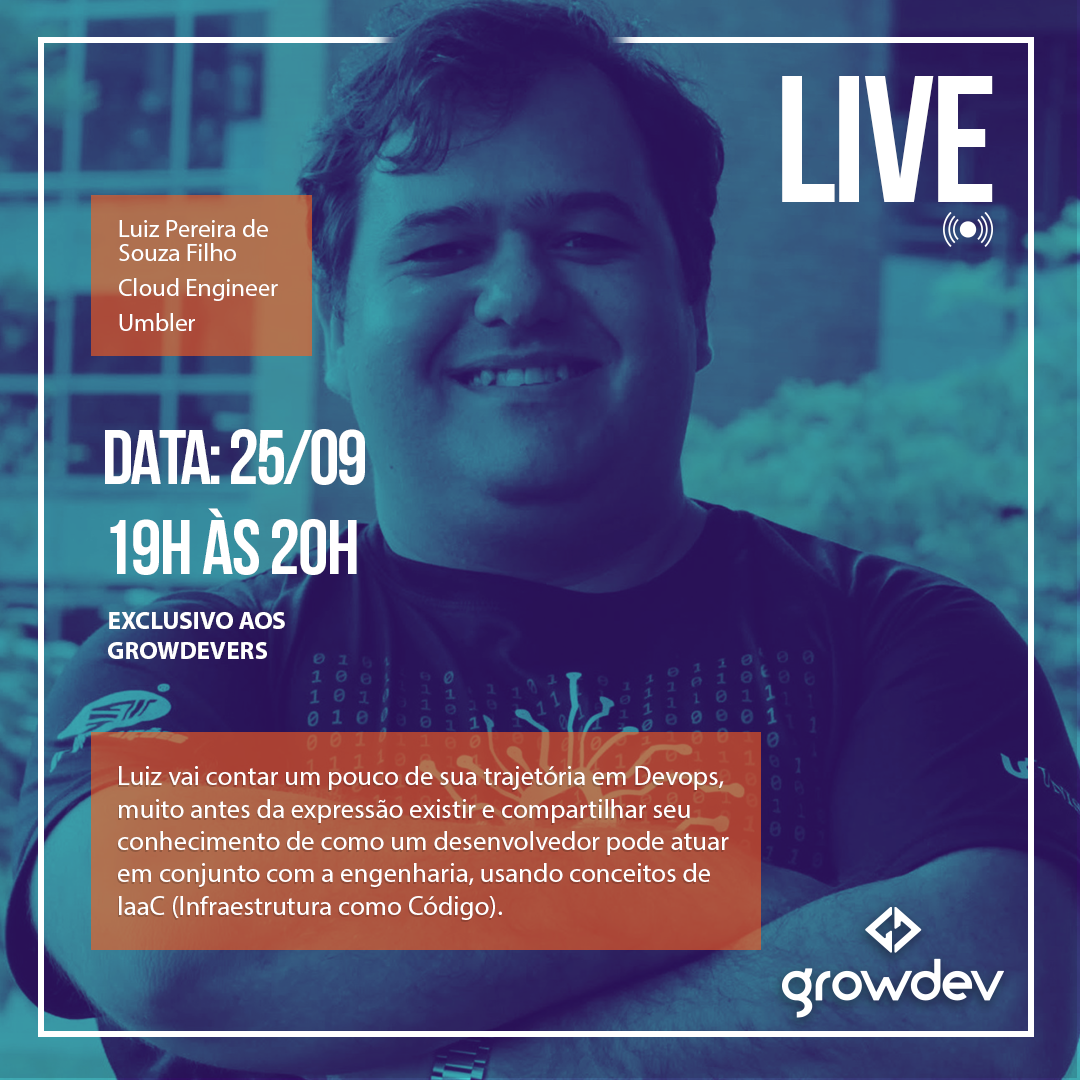 LIVE
Luiz Pereira de
Souza Filho
Cloud Engineer
Umbler
DATA: 25/09
19H ÀS 20H
EXCLUSIVO AOS
GROWDEVERS
Luiz vai contar um pouco de sua trajetória em Devops,
muito antes da expressão existir e compartilhar seu
conhecimento de como um desenvolvedor pode atuar
em conjunto com a engenharia, usando conceitos de
IaaC (Infraestrutura como Código).
growdev